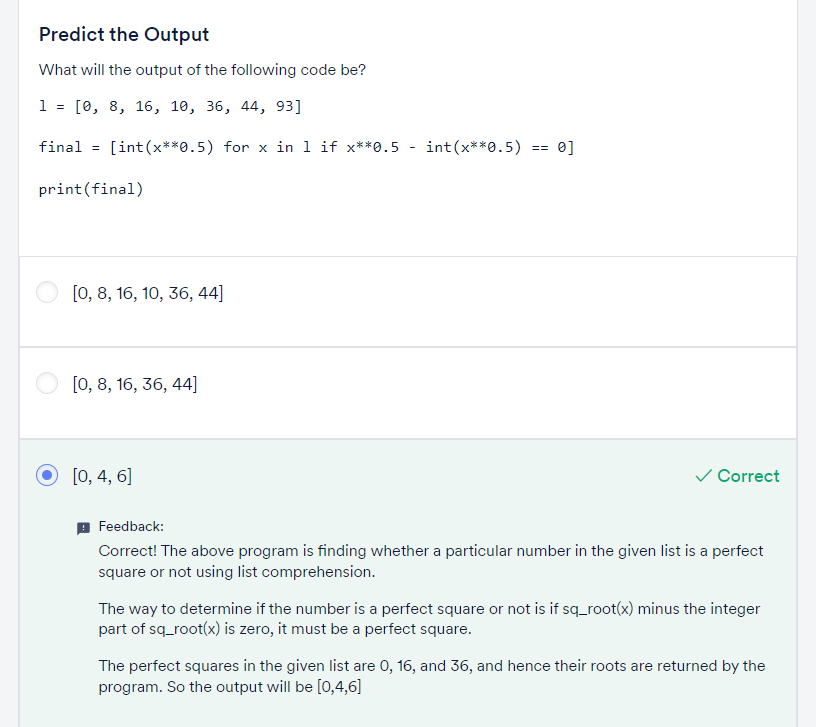 Predict the Output
What will the output of the following code be?
l = [0, 8, 16, 10, 36, 44, 93]
final = [int(x**0.5) for x in l if x**0.5 - int(x**0.5) == 0]
print(final)
[0, 8, 16, 10, 36, 44]
[0, 8, 16, 36, 44]
[0, 4, 6]
✓ Correct
Feedback:
Correct! The above program is finding whether a particular number in the given list is a perfect
square or not using list comprehension.
The way to determine if the number is a perfect square or not is if sq_root(x) minus the integer
part of sq_root(x) is zero, it must be a perfect square.
The perfect squares in the given list are 0, 16, and 36, and hence their roots are returned by the
program. So the output will be [0,4,6]